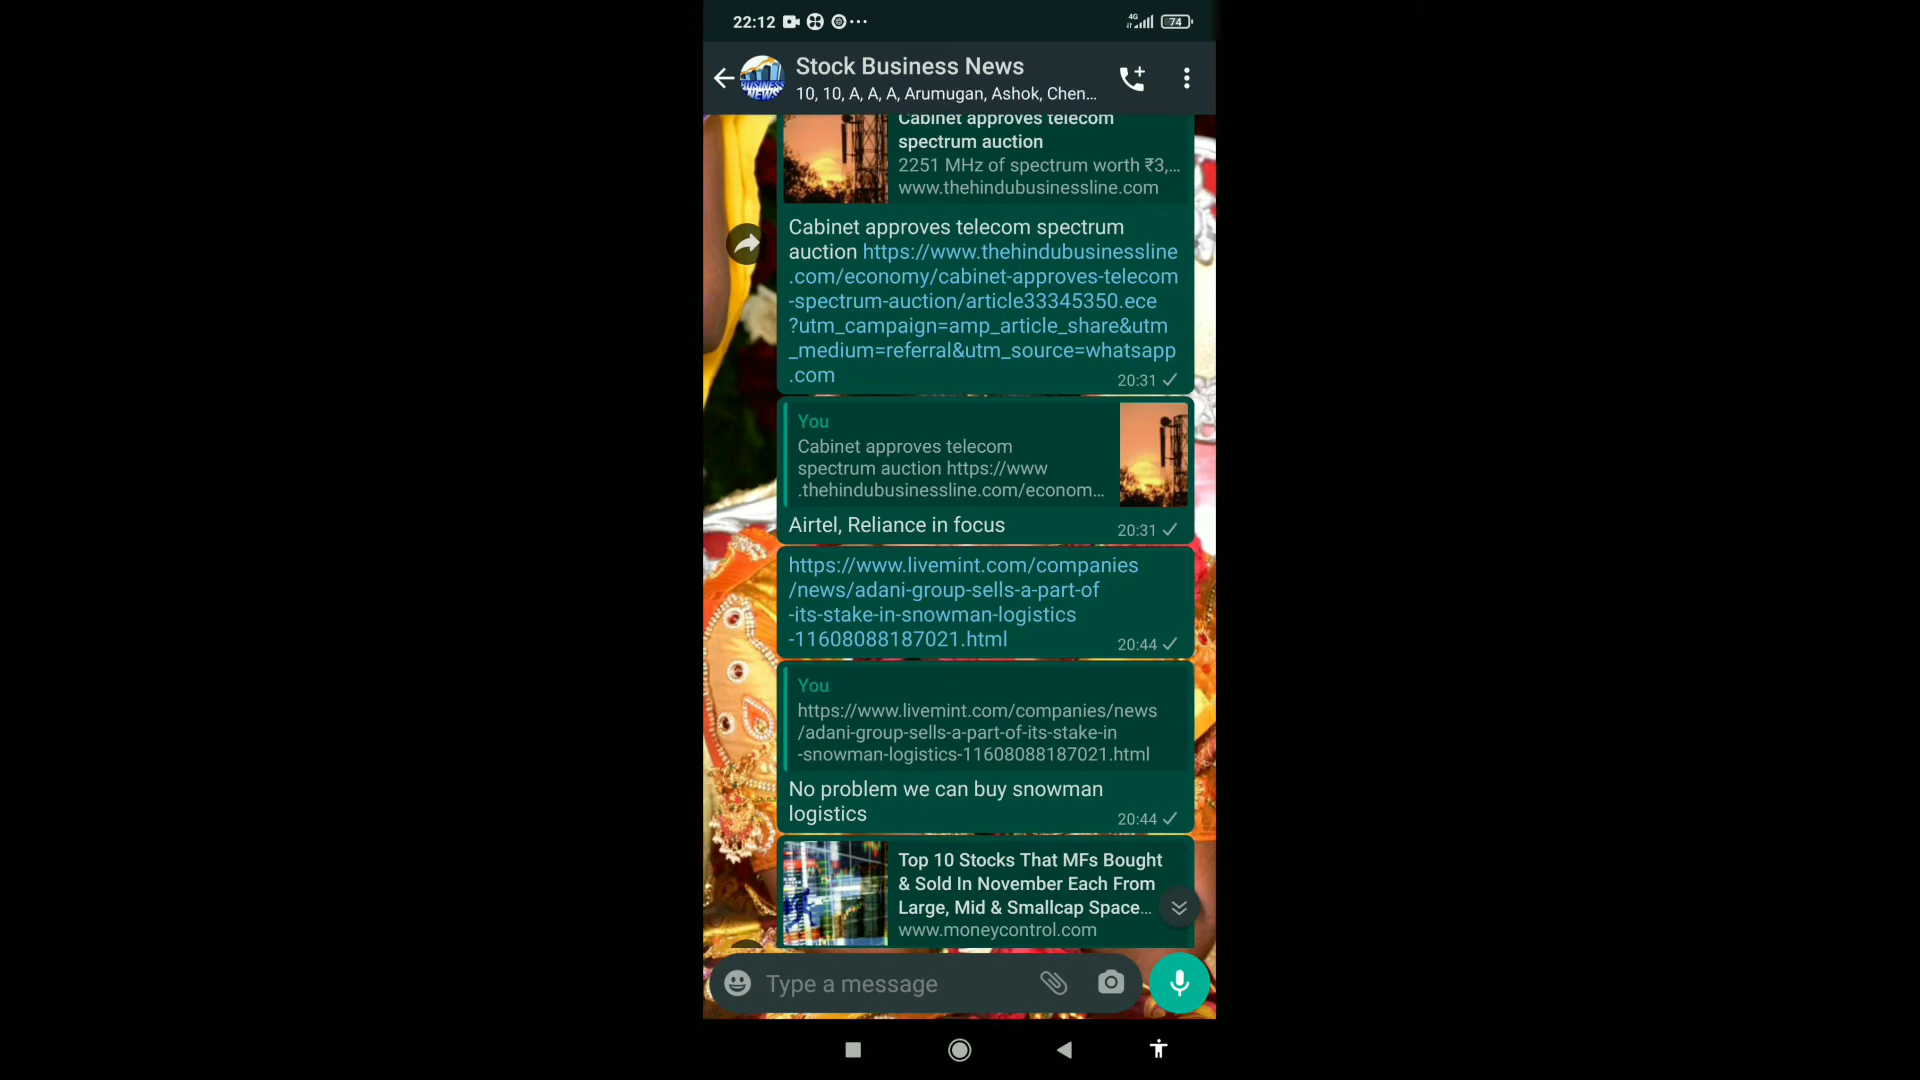 22:12
4G
74
Stock Business News
10, 10, A, A, A, Arumugan, Ashok, Chen...
BUSINESS
NEWS
Cabinet approves telecom
spectrum auction
2251 MHz of spectrum worth ₹3,...
www.thehindubusinessline.com
Cabinet approves telecom spectrum
auction https://www.thehindubusinessline
.com/economy/cabinet-approves-telecom
-spectrum-auction/article33345350.ece
?utm_campaign=amp_article_share&utm
_medium=referral&utm_source=whatsapp
.com
20:31
You
Cabinet approves telecom
spectrum auction https://www
.thehindubusinessline.com/econom...
Airtel, Reliance in focus
20:31
https://www.livemint.com/companies
/news/adani-group-sells-a-part-of
-its-stake-in-snowman-logistics
-11608088187021.html
20:44
You
https://www.livemint.com/companies/news
/adani-group-sells-a-part-of-its-stake-in
-snowman-logistics-11608088187021.html
No problem we can buy snowman
logistics
20:44
Top 10 Stocks That MFs Bought
& Sold In November Each From
Large, Mid & Smallcap Space...
www.moneycontrol.com
Type a message